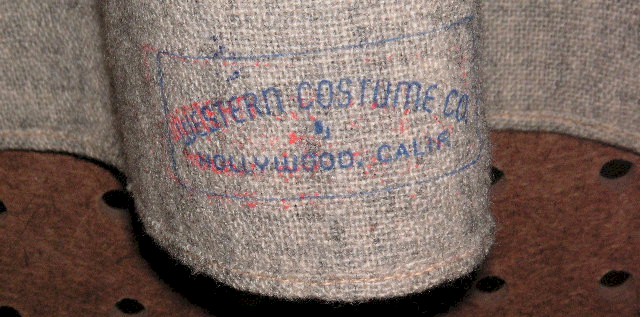 WESTERN COSTUME CO.
HOLLYWOOD, CALIF